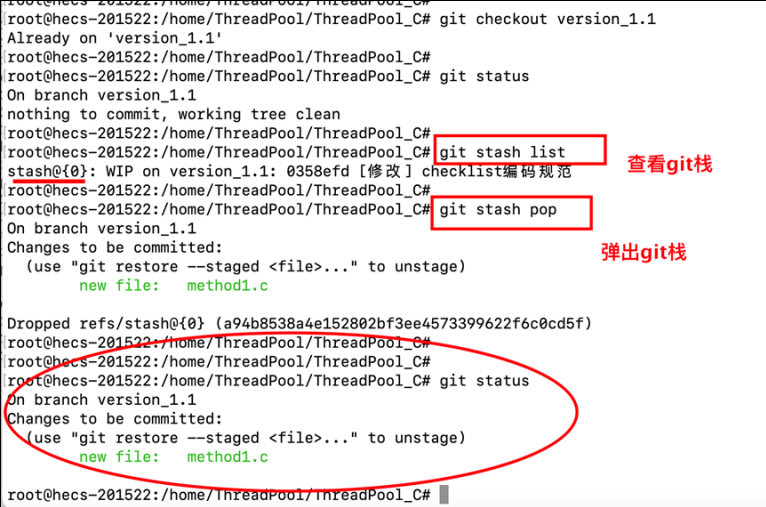 root@hecs-201522:/home/ThreadPool/ThreadPool_C#
root@hecs-201522:/home/ThreadPool/ThreadPool_C# git checkout version_1.1
Already on 'version_1.1'
root@hecs-201522:/home/ThreadPool/ThreadPool_C#
root@hecs-201522:/home/ThreadPool/ThreadPool_C# git status
On branch version_1.1
nothing to commit, working tree clean
root@hecs-201522:/home/ThreadPool/ThreadPool_C#
root@hecs-201522:/home/ThreadPool/ThreadPool_C# git stash list
查看git栈
stash@{0}: WIP on version_1.1: 0358efd [修改] checklist编码规范
root@hecs-201522:/home/ThreadPool/ThreadPool_C#
root@hecs-201522:/home/ThreadPool/ThreadPool_C# git stash pop
On branch version_1.1
Changes to be committed:
弹出git栈
(use "git restore --staged <file>..." to unstage)
new file: method1.c
Dropped refs/stash@{0} (a94b8538a4e152802bf3ee4573399622f6c0cd5f)
root@hecs-201522:/home/ThreadPool/ThreadPool_C#
root@hecs-201522:/home/ThreadPool/ThreadPool_C#
root@hecs-201522:/home/ThreadPool/ThreadPool_C# git status
On branch version_1.1
Changes to be committed:
(use "git restore --staged <file>..." to unstage)
new file: method1.c
root@hecs-201522:/home/ThreadPool/ThreadPool_C#